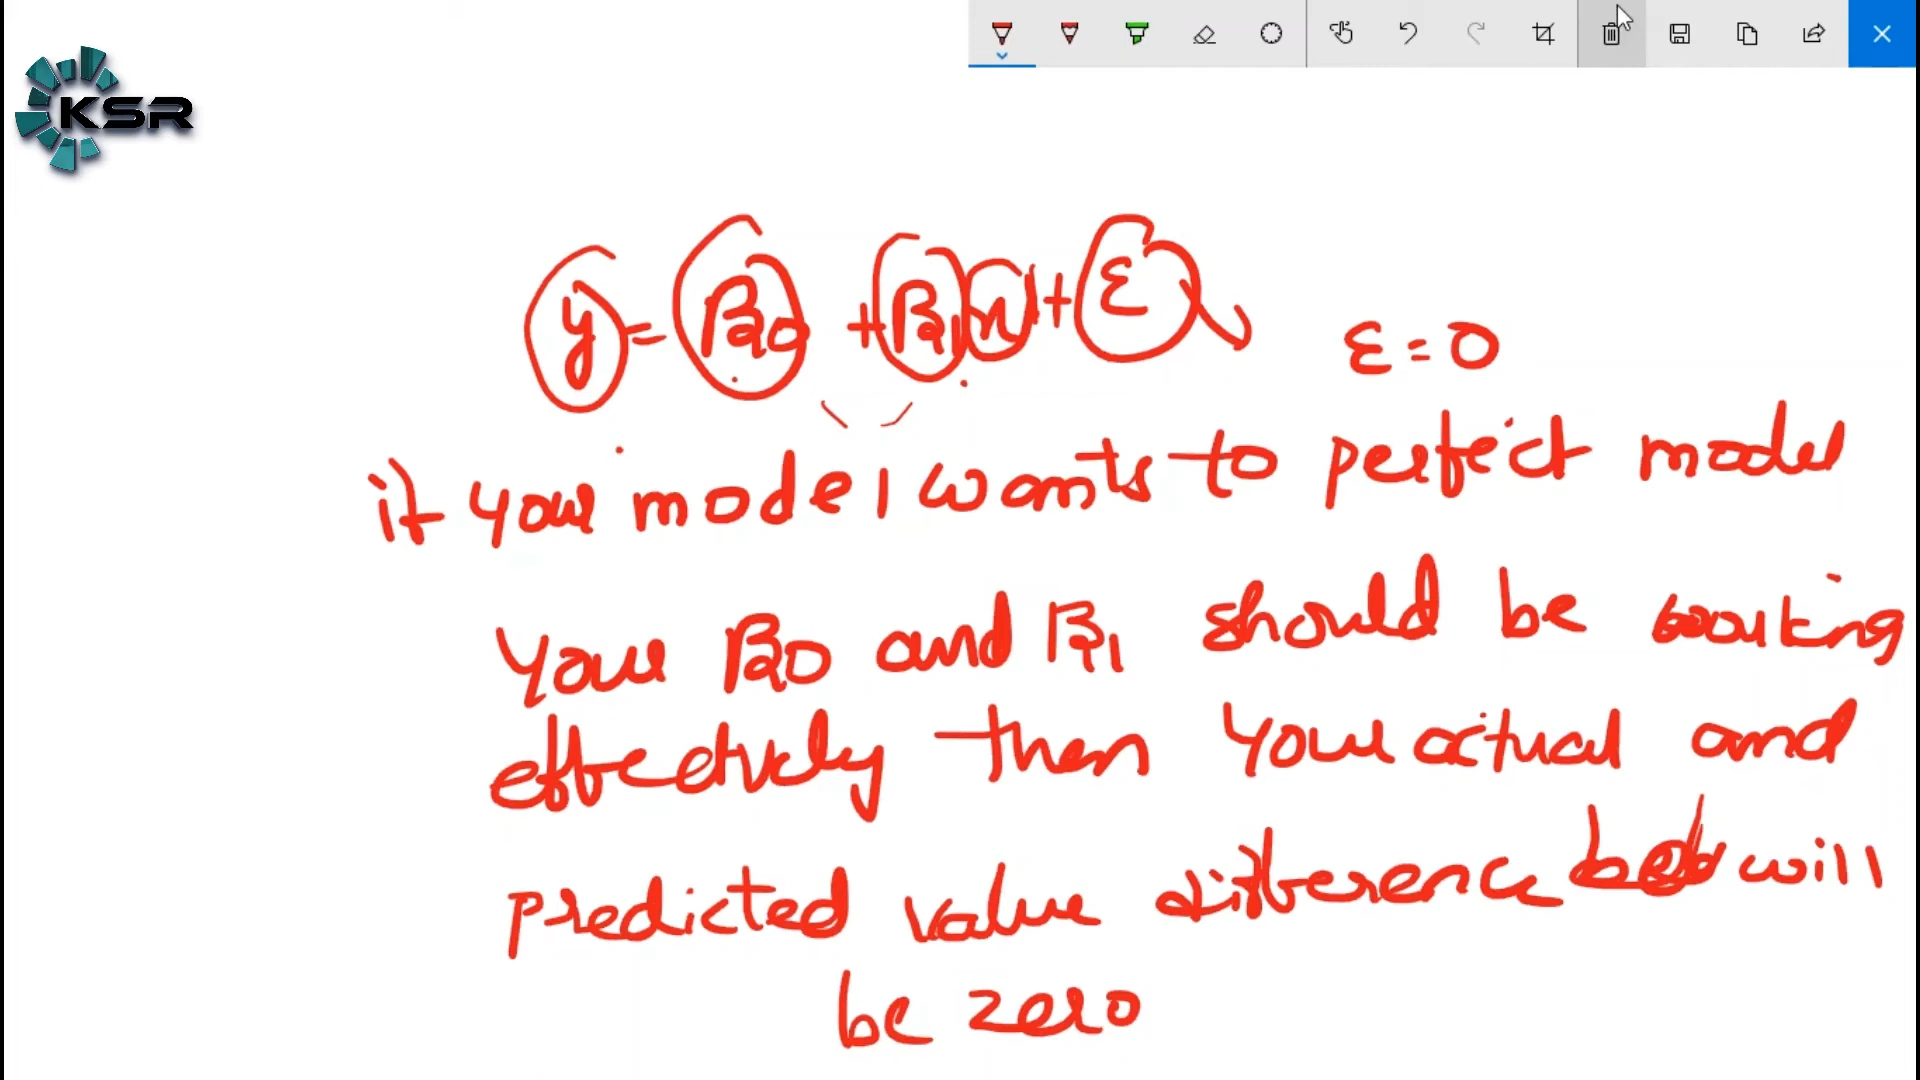 KSR
y = β0 + β1 x + ε
ε = 0
if your model wants to perfect model
your β0 and β1 should be working
effectively then your actual and
predicted value difference will
be zero